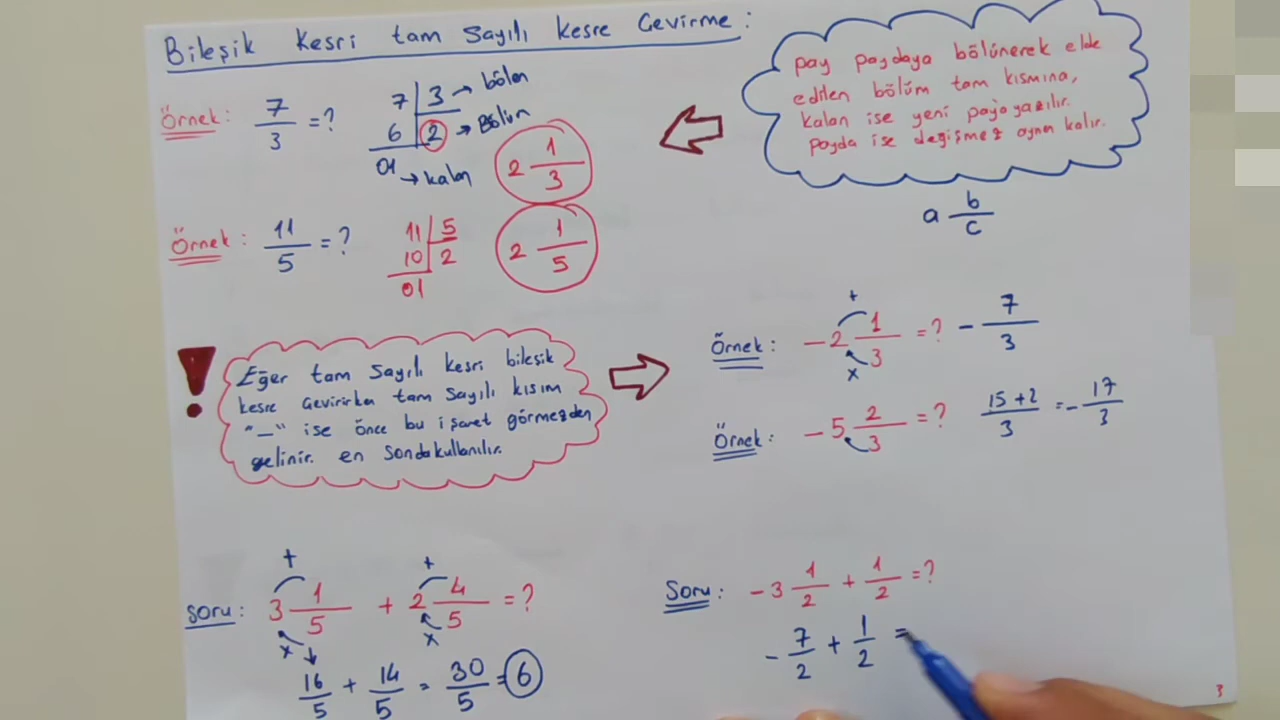 Bileşik Kesri tam Sayılı Kesre Çevirme:
pay paydaya bölünerek elde
edilen bölüm tam kısmına,
kalan ise yeni paya yazılır.
payda ise değişmez aynen kalır.
a b/c
Örnek: 7/3 = ?
7 | 3 → bölen
6 | 2 → Bölüm
01 → kalan
2 1/3
Örnek: 11/5 = ?
11 | 5
10 | 2
01
2 1/5
! Eğer tam Sayılı kesri bileşik
kesre Çevirirken tam sayılı kısım
"_" ise önce bu işaret görmezden
gelinir. en Sonda kullanılır.
Örnek: -2 1/3 = ? - 7/3
+
x
Örnek: -5 2/3 = ? 15+2/3 = - 17/3
Soru: 3 1/5 + 2 4/5 = ?
+ +
x x
16/5 + 14/5 = 30/5 = 6
Soru: -3 1/2 + 1/2 = ?
- 7/2 + 1/2 =
3